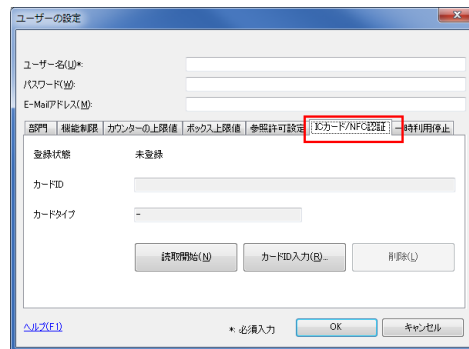 ユーザーの設定
ユーザー名(U)*:
パスワード(W):
E-Mailアドレス(M):
部門 機能制限 カウンターの上限値 ボックス上限値 参照許可設定 ICカード/NFC認証 一時利用停止
登録状態 未登録
カードID
カードタイプ -
読取開始(N) カードID入力(R)... 削除(L)
ヘルプ(F1) *: 必須入力 OK キャンセル